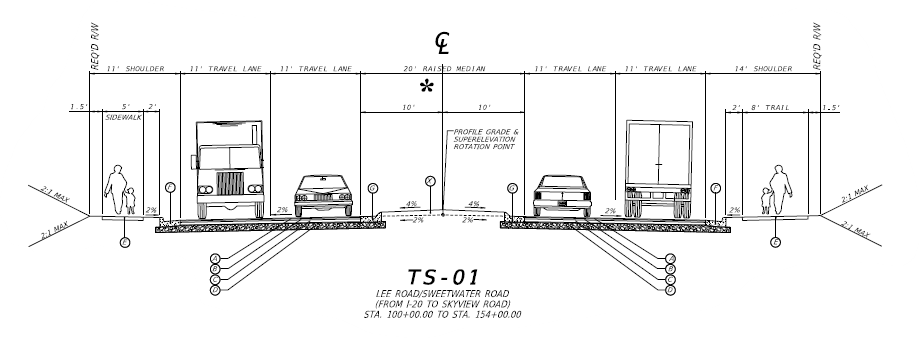 REQ'D R/W
℄
REQ'D R/W
11' SHOULDER
11' TRAVEL LANE
11' TRAVEL LANE
20' RAISED MEDIAN
11' TRAVEL LANE
11' TRAVEL LANE
14' SHOULDER
*
1.5'
5'
2'
SIDEWALK
10'
10'
2'
8' TRAIL
1.5'
PROFILE GRADE &
SUPERELEVATION
ROTATION POINT
2:1 MAX
2:1 MAX
F
G
K
G
F
2:1 MAX
2:1 MAX
2%
2%
4%
4%
2%
2%
2%
2%
E
E
A
B
C
D
A
B
C
D
TS-01
LEE ROAD/SWEETWATER ROAD
(FROM I-20 TO SKYVIEW ROAD)
STA. 100+00.00 TO STA. 154+00.00